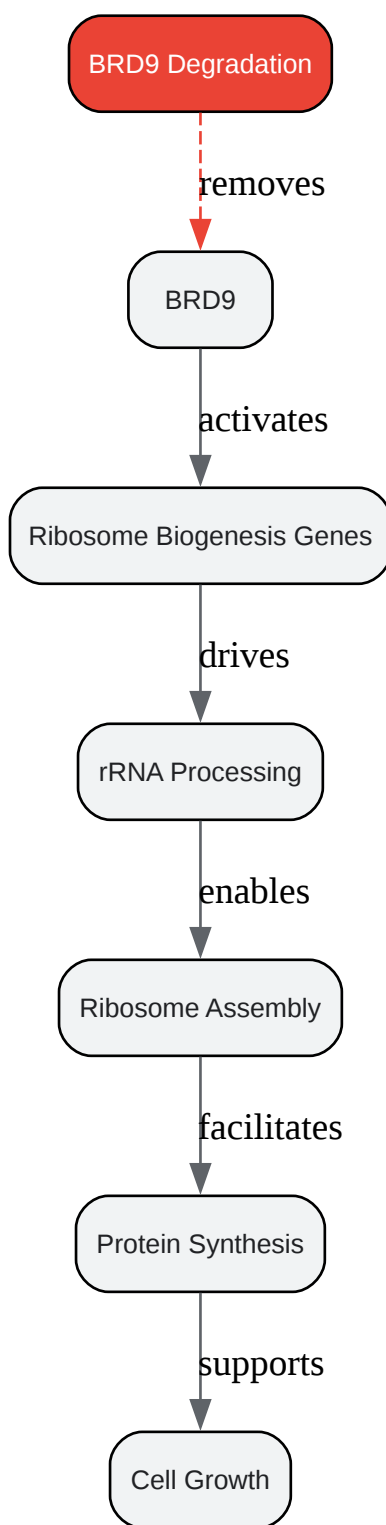 BRD9 Degradation
removes
BRD9
activates
Ribosome Biogenesis Genes
drives
rRNA Processing
enables
Ribosome Assembly
facilitates
Protein Synthesis
supports
Cell Growth